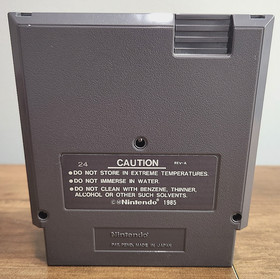 24 CAUTION REV-A
●DO NOT STORE IN EXTREME TEMPERATURES.
●DO NOT IMMERSE IN WATER.
●DO NOT CLEAN WITH BENZENE, THINNER,
ALCOHOL OR OTHER SUCH SOLVENTS.
©®Nintendo® 1985
Nintendo
MADE IN JAPAN